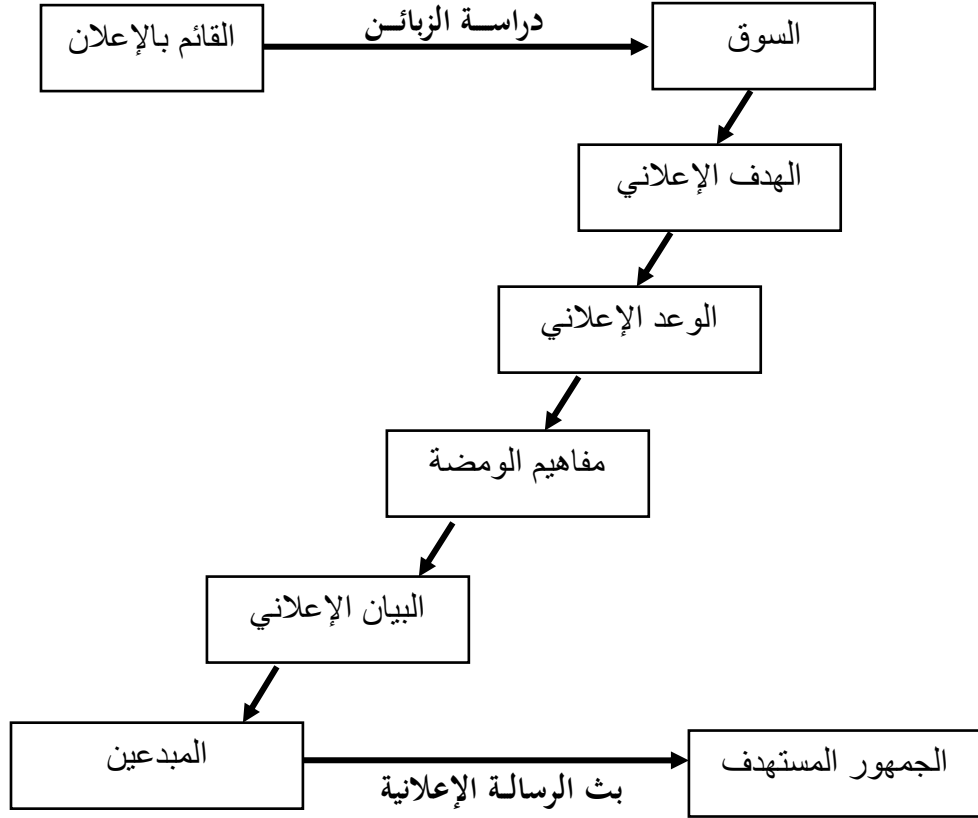 القائم بالإعلان
دراســة الزبائــن
السوق
الهدف الإعلاني
الوعد الإعلاني
مفاهيم الومضة
البيان الإعلاني
المبدعين
بث الرسالـة الإعلانية
الجمهور المستهدف